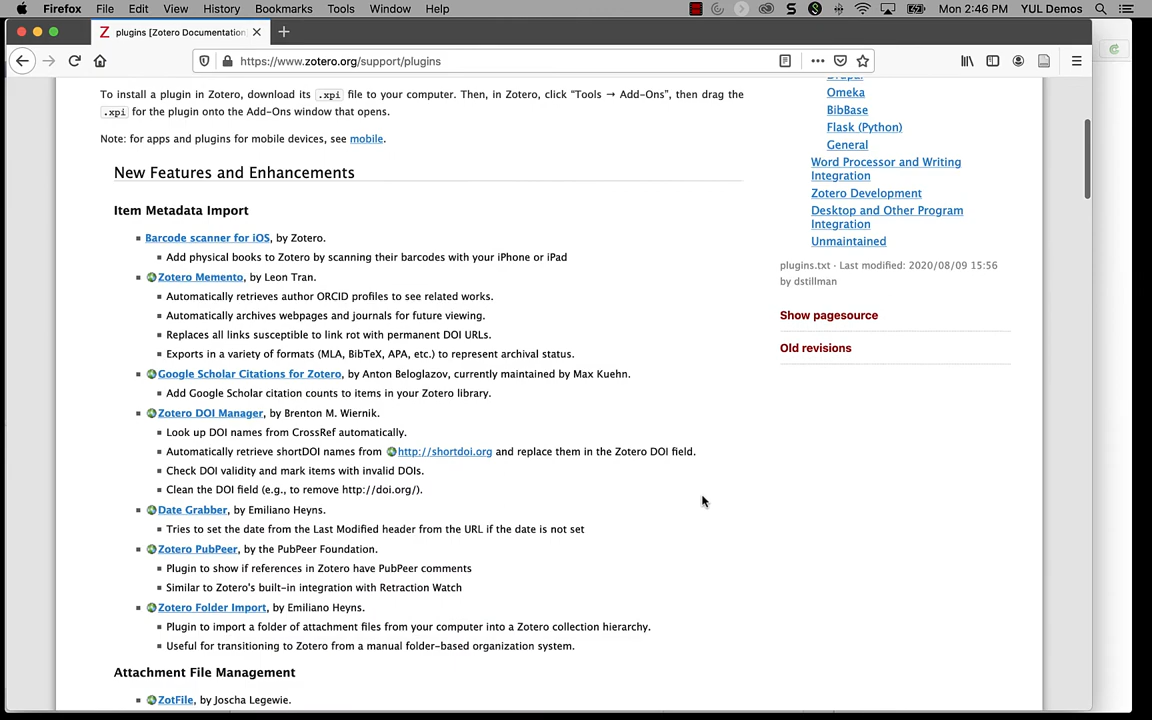 Firefox File Edit View History Bookmarks Tools Window Help Mon 2:46 PM YUL Demos
plugins [Zotero Documentation
https://www.zotero.org/support/plugins
To install a plugin in Zotero, download its .xpi file to your computer. Then, in Zotero, click “Tools → Add-Ons”, then drag the
.xpi for the plugin onto the Add-Ons window that opens.
Note: for apps and plugins for mobile devices, see mobile.
New Features and Enhancements
Item Metadata Import
Barcode scanner for iOS, by Zotero.
Add physical books to Zotero by scanning their barcodes with your iPhone or iPad
Zotero Memento, by Leon Tran.
Automatically retrieves author ORCID profiles to see related works.
Automatically archives webpages and journals for future viewing.
Replaces all links susceptible to link rot with permanent DOI URLs.
Exports in a variety of formats (MLA, BibTeX, APA, etc.) to represent archival status.
Google Scholar Citations for Zotero, by Anton Beloglazov, currently maintained by Max Kuehn.
Add Google Scholar citation counts to items in your Zotero library.
Zotero DOI Manager, by Brenton M. Wiernik.
Look up DOI names from CrossRef automatically.
Automatically retrieve shortDOI names from http://shortdoi.org and replace them in the Zotero DOI field.
Check DOI validity and mark items with invalid DOIs.
Clean the DOI field (e.g., to remove http://doi.org/).
Date Grabber, by Emiliano Heyns.
Tries to set the date from the Last Modified header from the URL if the date is not set
Zotero PubPeer, by the PubPeer Foundation.
Plugin to show if references in Zotero have PubPeer comments
Similar to Zotero's built-in integration with Retraction Watch
Zotero Folder Import, by Emiliano Heyns.
Plugin to import a folder of attachment files from your computer into a Zotero collection hierarchy.
Useful for transitioning to Zotero from a manual folder-based organization system.
Attachment File Management
ZotFile, by Joscha Legewie.
Drupal
Omeka
BibBase
Flask (Python)
General
Word Processor and Writing
Integration
Zotero Development
Desktop and Other Program
Integration
Unmaintained
plugins.txt · Last modified: 2020/08/09 15:56
by dstillman
Show pagesource
Old revisions